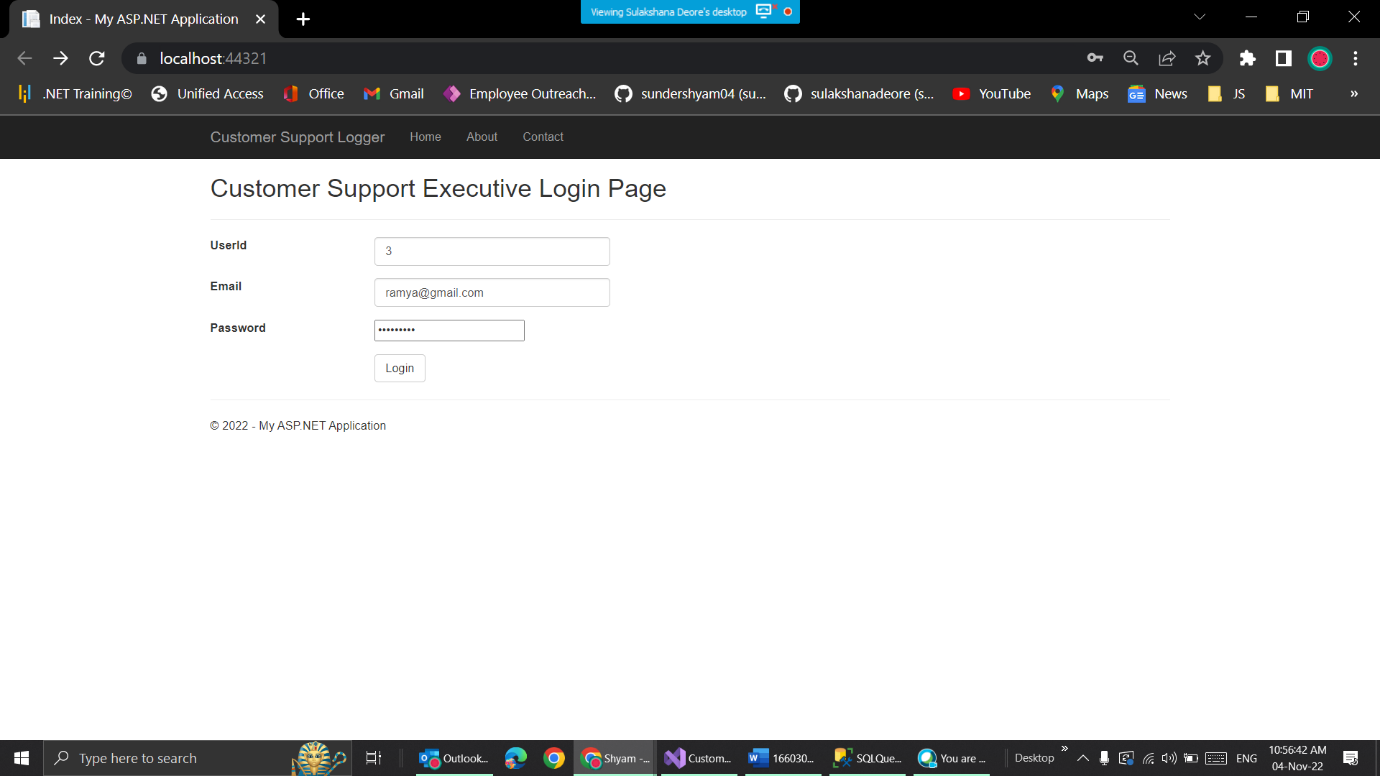 Index - My ASP.NET Application
Viewing Sulakshana Deore's desktop
localhost:44321
.NET Training© Unified Access Office Gmail Employee Outreach... sundershyam04 (su... sulakshanadeore (s... YouTube Maps News JS MIT »
Customer Support Logger Home About Contact
Customer Support Executive Login Page
UserId 3
Email ramya@gmail.com
Password •••••••••
Login
© 2022 - My ASP.NET Application
Type here to search Outlook... Shyam -... Custom... 166030... SQLQue... You are ... Desktop » ENG 10:56:42 AM
04-Nov-22